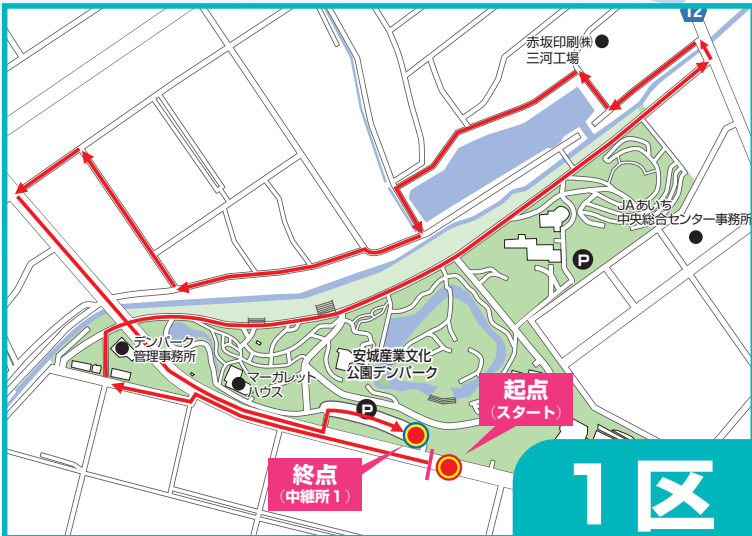 12
赤坂印刷㈱
三河工場
JAあいち
中央総合センター事務所
P
デンパーク
管理事務所
マーガレット
ハウス
安城産業文化
公園デンパーク
P
起点
(スタート)
終点
(中継所1)
1区